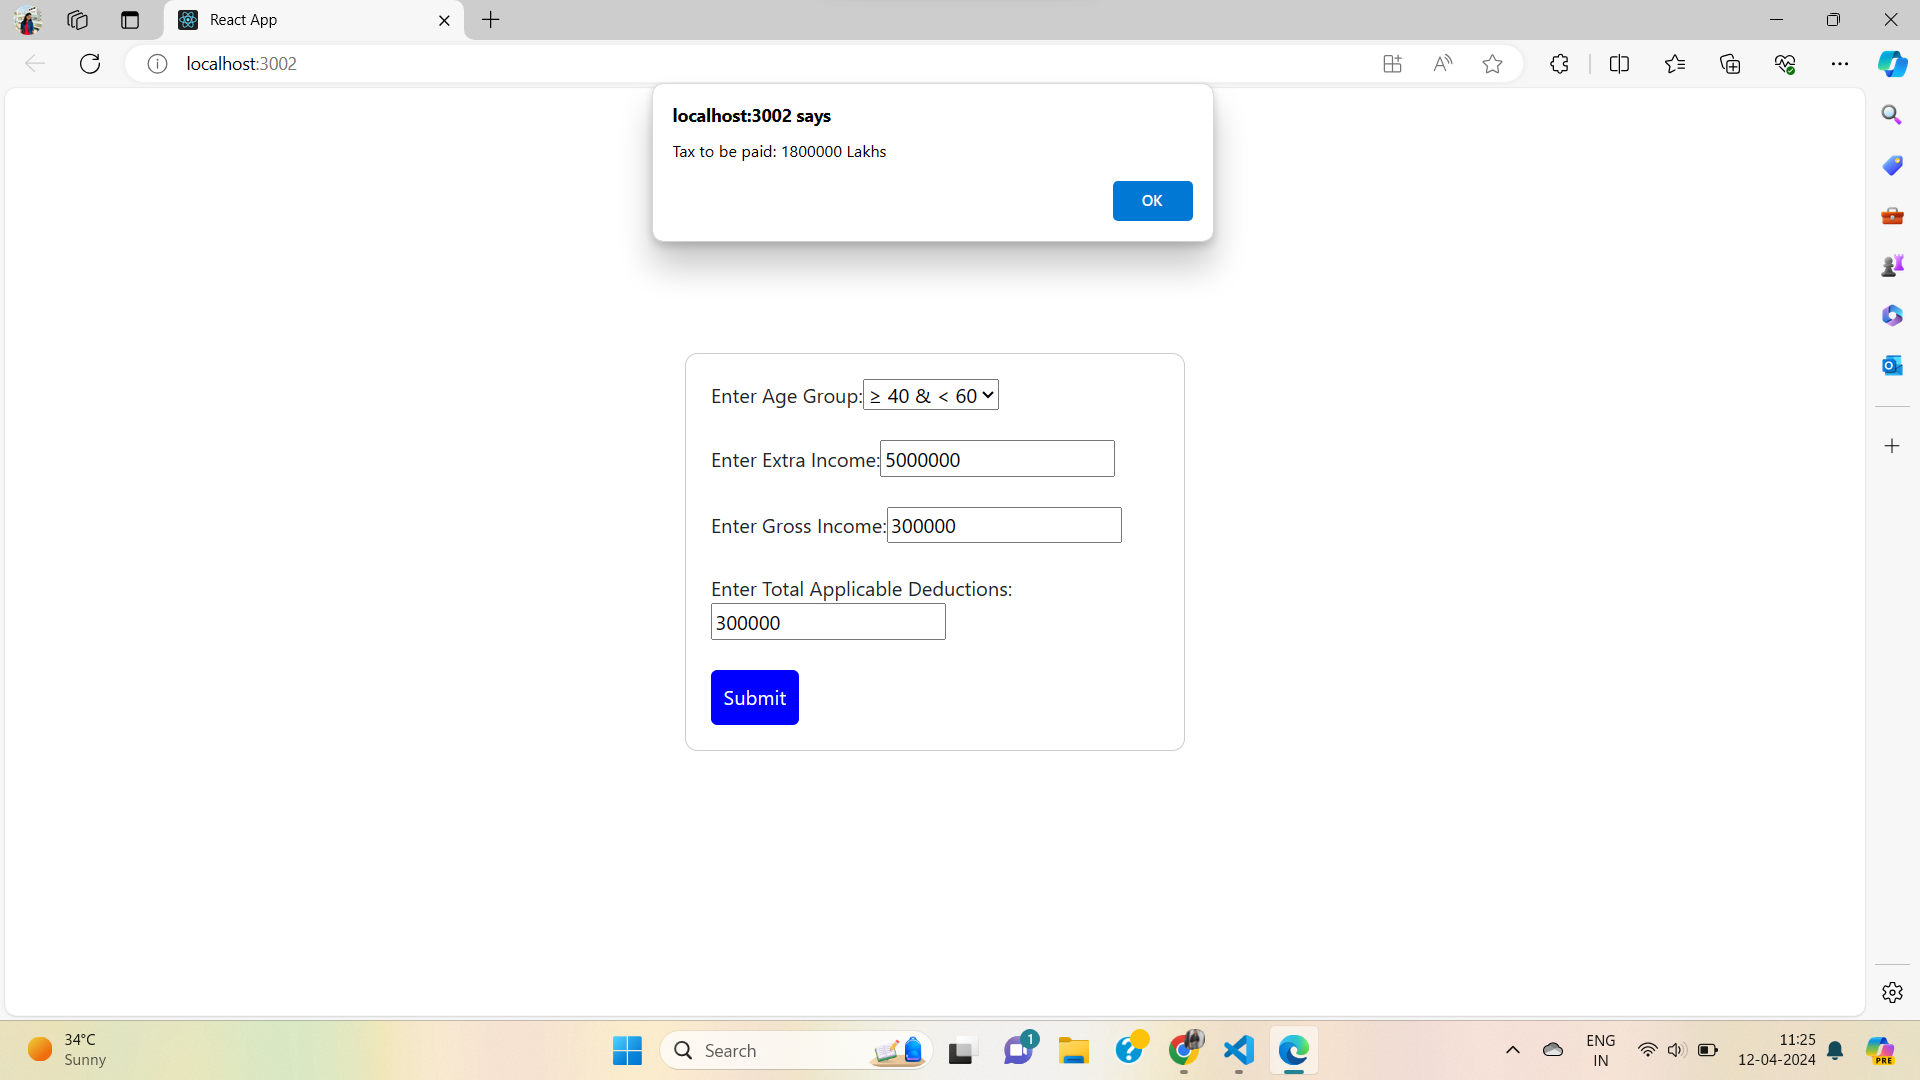 React App
localhost:3002
localhost:3002 says
Tax to be paid: 1800000 Lakhs
OK
Enter Age Group: ≥ 40 & < 60
Enter Extra Income: 5000000
Enter Gross Income: 300000
Enter Total Applicable Deductions:
300000
Submit
34°C
Sunny
Search
1
ENG
IN
11:25
12-04-2024
PRE